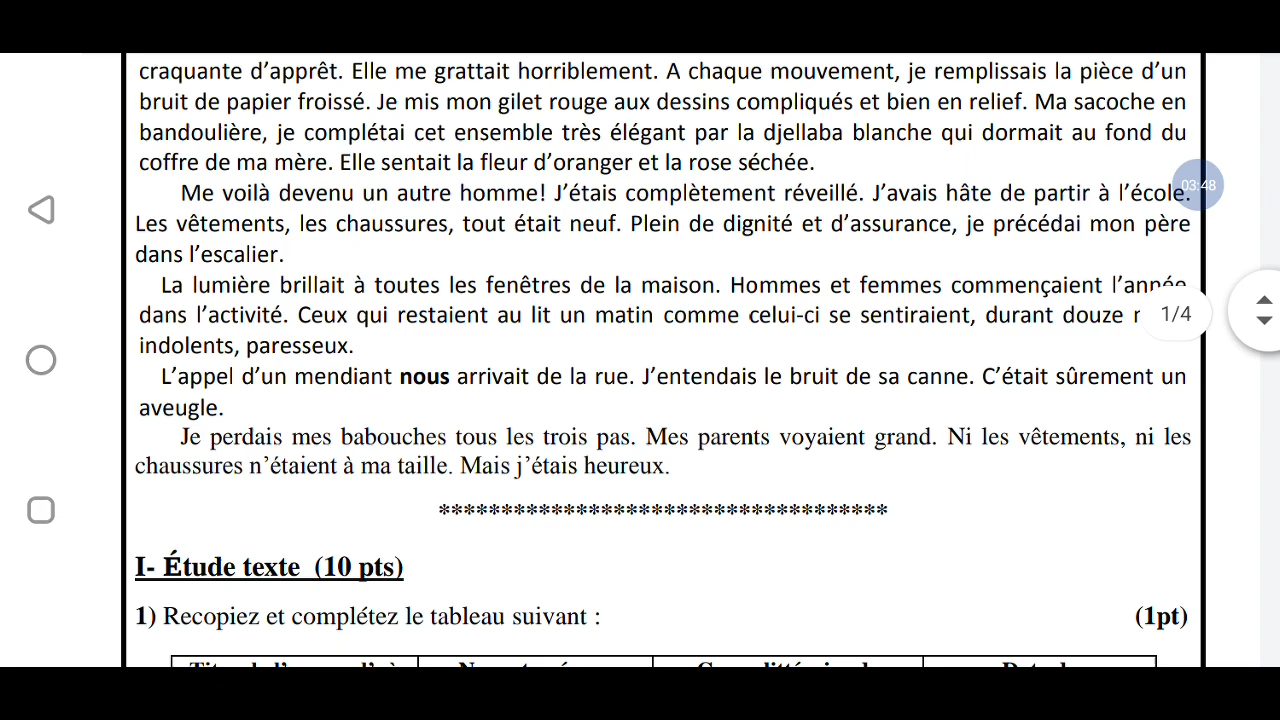 craquante d’apprêt. Elle me grattait horriblement. A chaque mouvement, je remplissais la pièce d’un
bruit de papier froissé. Je mis mon gilet rouge aux dessins compliqués et bien en relief. Ma sacoche en
bandoulière, je complétai cet ensemble très élégant par la djellaba blanche qui dormait au fond du
coffre de ma mère. Elle sentait la fleur d’oranger et la rose séchée.
Me voilà devenu un autre homme! J’étais complètement réveillé. J’avais hâte de partir à l’école.
03:48
Les vêtements, les chaussures, tout était neuf. Plein de dignité et d’assurance, je précédai mon père
dans l’escalier.
La lumière brillait à toutes les fenêtres de la maison. Hommes et femmes commençaient l’année
dans l’activité. Ceux qui restaient au lit un matin comme celui-ci se sentiraient, durant douze
1/4
indolents, paresseux.
L’appel d’un mendiant nous arrivait de la rue. J’entendais le bruit de sa canne. C’était sûrement un
aveugle.
Je perdais mes babouches tous les trois pas. Mes parents voyaient grand. Ni les vêtements, ni les
chaussures n’étaient à ma taille. Mais j’étais heureux.
************************************
I- Étude texte (10 pts)
1) Recopiez et complétez le tableau suivant : (1pt)